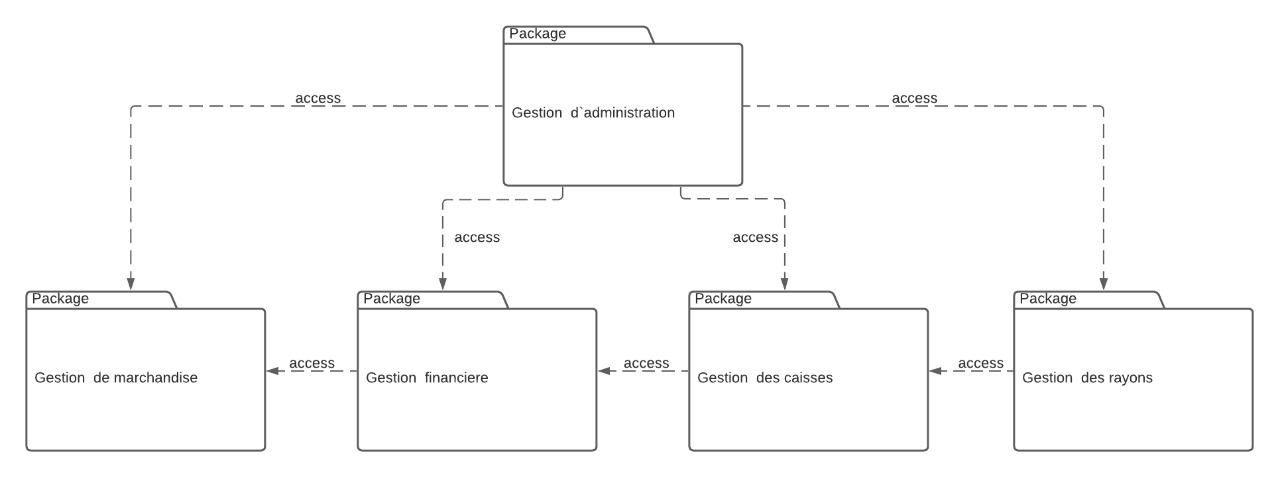 Package
Gestion d`administration
access
access
access
access
Package
Package
Package
Package
Gestion de marchandise
access
Gestion financiere
access
Gestion des caisses
access
Gestion des rayons